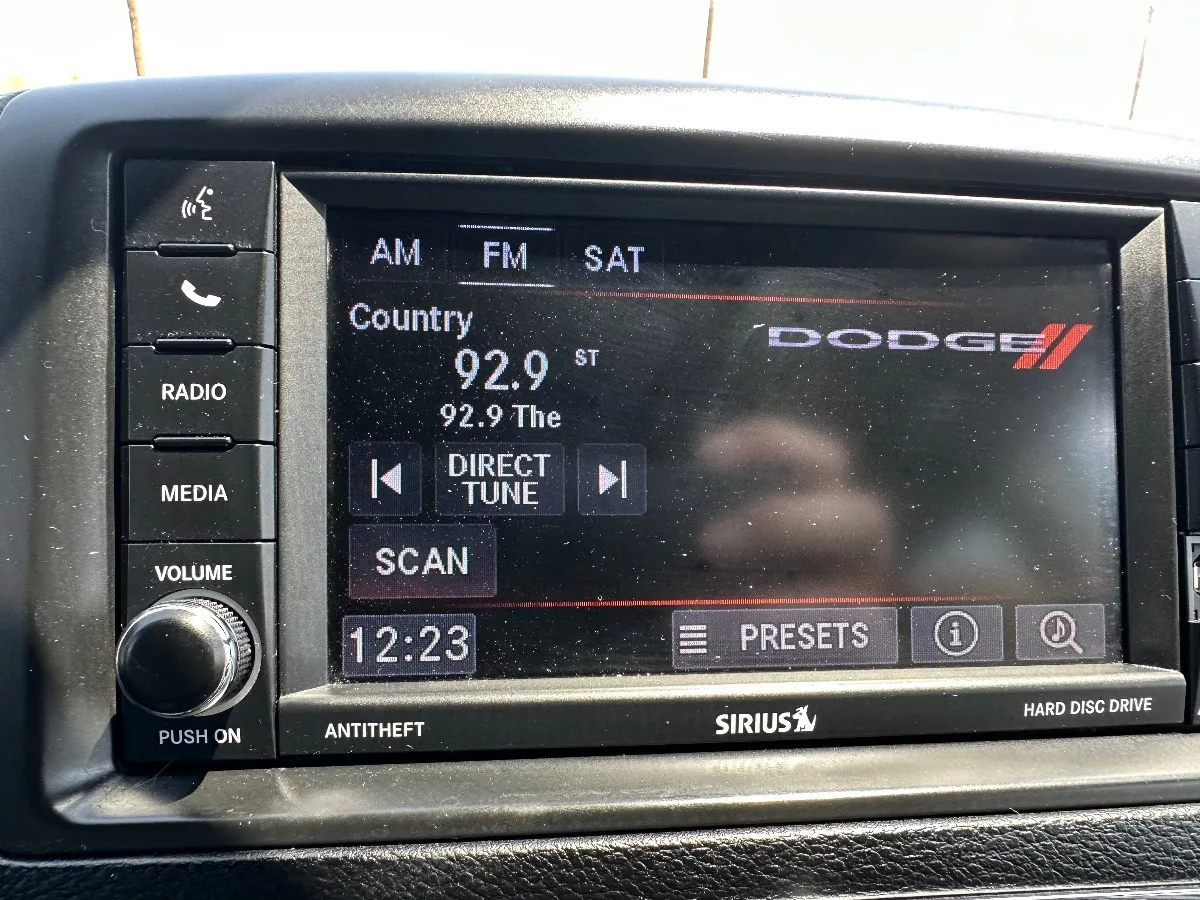 AM FM SAT
Country
92.9 ST
92.9 The
DIRECT
TUNE
SCAN
12:23
PRESETS
DODGE
RADIO
MEDIA
VOLUME
PUSH ON
ANTITHEFT
SIRIUS
HARD DISC DRIVE